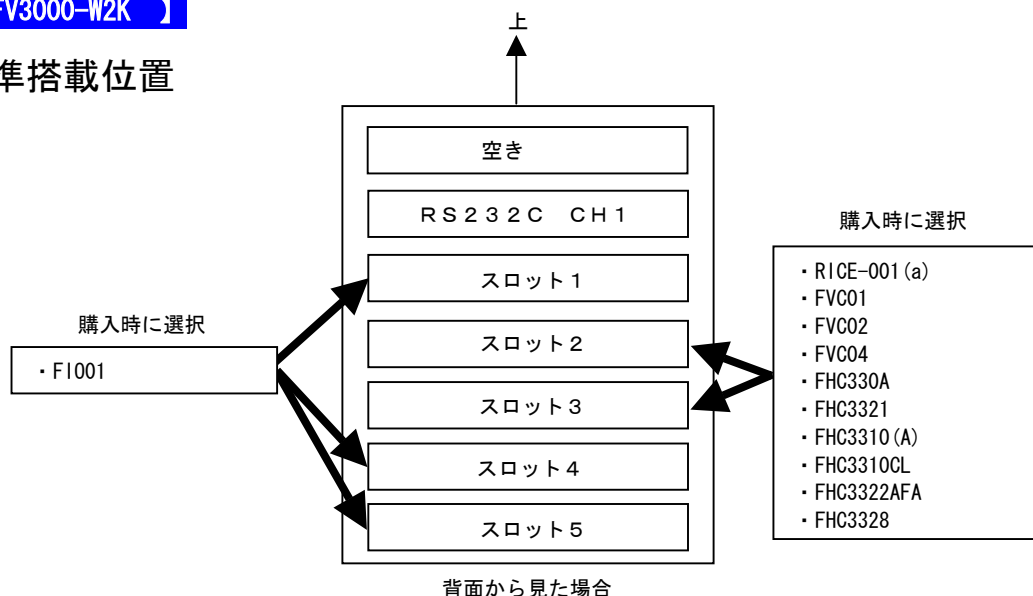 FV3000-W2K 】
準搭載位置
上
空き
RS232C CH1
スロット1
スロット2
スロット3
スロット4
スロット5
背面から見た場合
購入時に選択
・FI001
購入時に選択
・RICE-001(a)
・FVC01
・FVC02
・FVC04
・FHC330A
・FHC3321
・FHC3310(A)
・FHC3310CL
・FHC3322AFA
・FHC3328